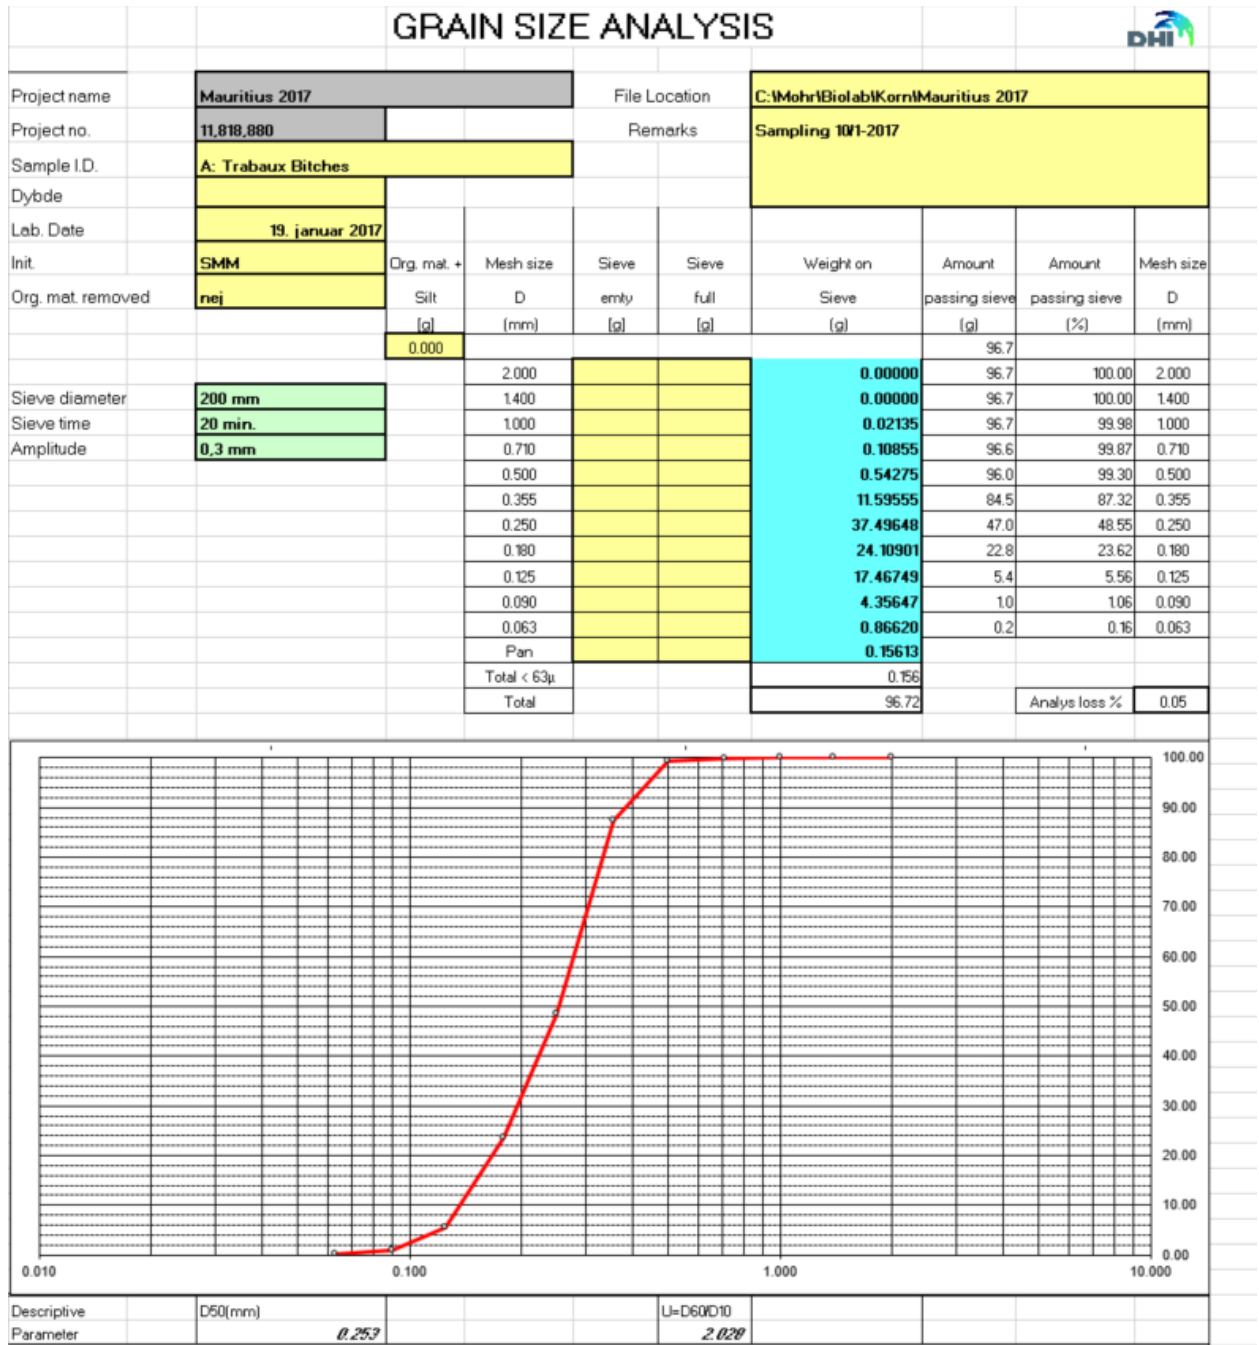 GRAIN SIZE ANALYSIS
DHI
Project name Mauritius 2017 File Location C:\Mohr\Biolab\Korn\Mauritius 2017
Project no. 11,818,880 Remarks Sampling 10/1-2017
Sample I.D. A: Trabaux Bitches
Dybde
Lab. Date 19. januar 2017
Init. SMM Org. mat. + Mesh size Sieve Sieve Weight on Amount Amount Mesh size
Org. mat. removed nej Silt D emty full Sieve passing sieve passing sieve D
[g] (mm) [g] [g] (g) (g) (%) (mm)
0.000 96.7
2.000 0.00000 96.7 100.00 2.000
Sieve diameter 200 mm 1.400 0.00000 96.7 100.00 1.400
Sieve time 20 min. 1.000 0.02135 96.7 99.98 1.000
Amplitude 0,3 mm 0.710 0.10855 96.6 99.87 0.710
0.500 0.54275 96.0 99.30 0.500
0.355 11.59555 84.5 87.32 0.355
0.250 37.49648 47.0 48.55 0.250
0.180 24.10901 22.8 23.62 0.180
0.125 17.46749 5.4 5.56 0.125
0.090 4.35647 1.0 1.06 0.090
0.063 0.86620 0.2 0.16 0.063
Pan 0.15613
Total < 63μ 0.156
Total 96.72 Analys loss % 0.05
100.00
90.00
80.00
70.00
60.00
50.00
40.00
30.00
20.00
10.00
0.00
0.010 0.100 1.000 10.000
Descriptive D50(mm) U=D60/D10
Parameter 0.253 2.028